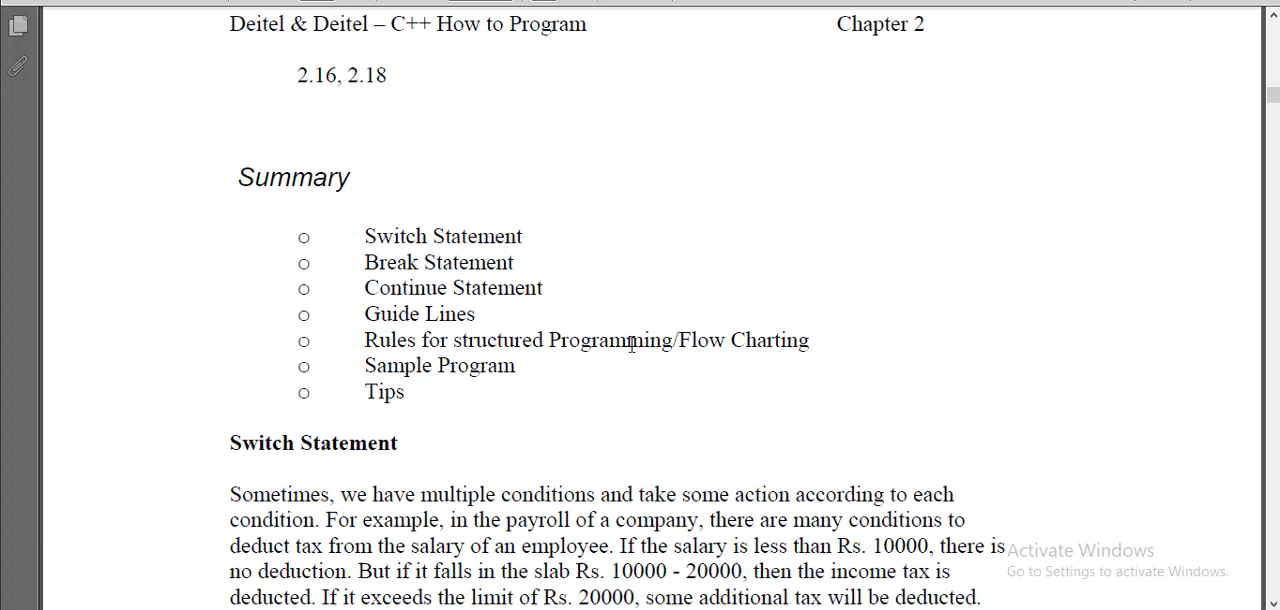 Deitel & Deitel – C++ How to Program Chapter 2
2.16, 2.18
Summary
o Switch Statement
o Break Statement
o Continue Statement
o Guide Lines
o Rules for structured Programming/Flow Charting
o Sample Program
o Tips
Switch Statement
Sometimes, we have multiple conditions and take some action according to each
condition. For example, in the payroll of a company, there are many conditions to
deduct tax from the salary of an employee. If the salary is less than Rs. 10000, there is
no deduction. But if it falls in the slab Rs. 10000 - 20000, then the income tax is
deducted. If it exceeds the limit of Rs. 20000, some additional tax will be deducted.
Activate Windows
Go to Settings to activate Windows.